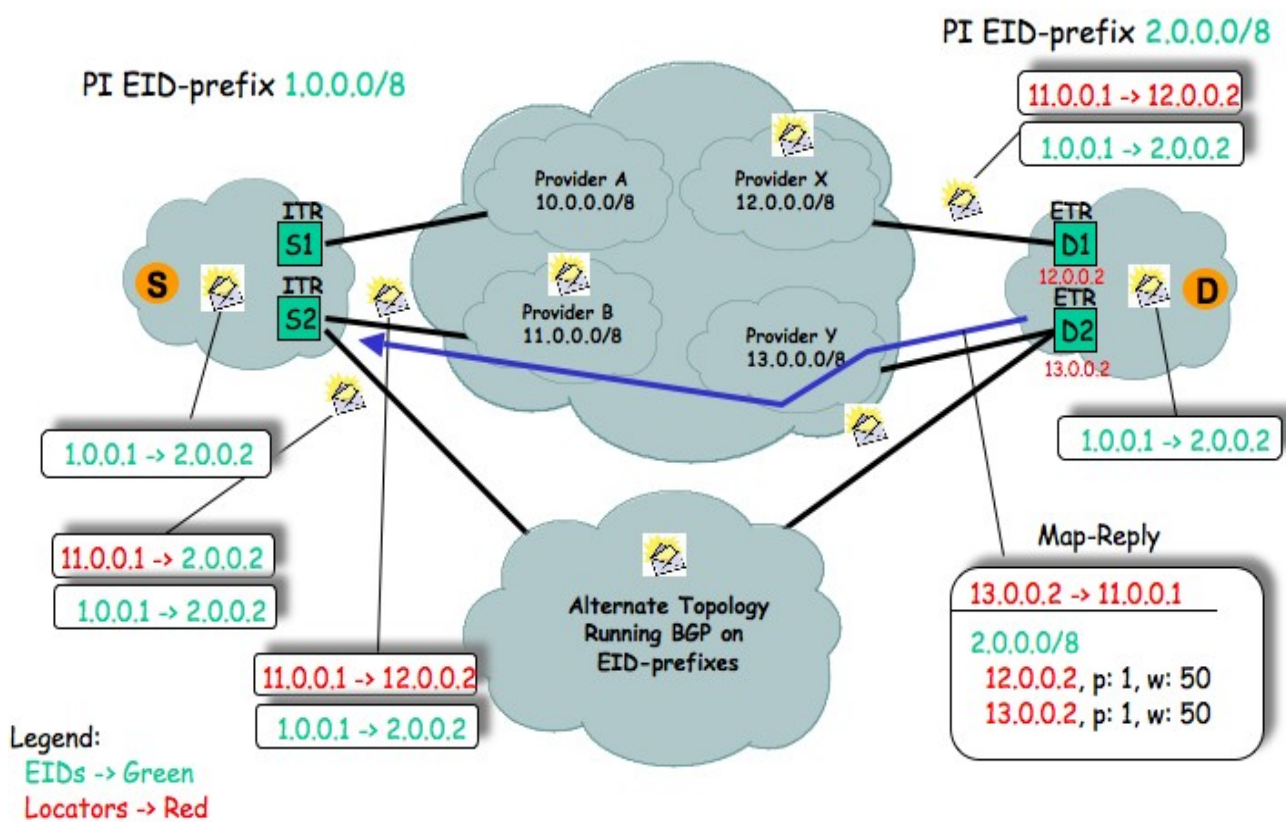 PI EID-prefix 1.0.0.0/8
PI EID-prefix 2.0.0.0/8
11.0.0.1 -> 12.0.0.2
1.0.0.1 -> 2.0.0.2
Provider A
10.0.0.0/8
Provider X
12.0.0.0/8
ITR
S1
ETR
D1
12.0.0.2
S
ITR
S2
Provider B
11.0.0.0/8
Provider Y
13.0.0.0/8
ETR
D2
13.0.0.2
D
1.0.0.1 -> 2.0.0.2
1.0.0.1 -> 2.0.0.2
11.0.0.1 -> 2.0.0.2
1.0.0.1 -> 2.0.0.2
Alternate Topology
Running BGP on
EID-prefixes
11.0.0.1 -> 12.0.0.2
1.0.0.1 -> 2.0.0.2
Map-Reply
13.0.0.2 -> 11.0.0.1
2.0.0.0/8
12.0.0.2, p: 1, w: 50
13.0.0.2, p: 1, w: 50
Legend:
EIDs -> Green
Locators -> Red